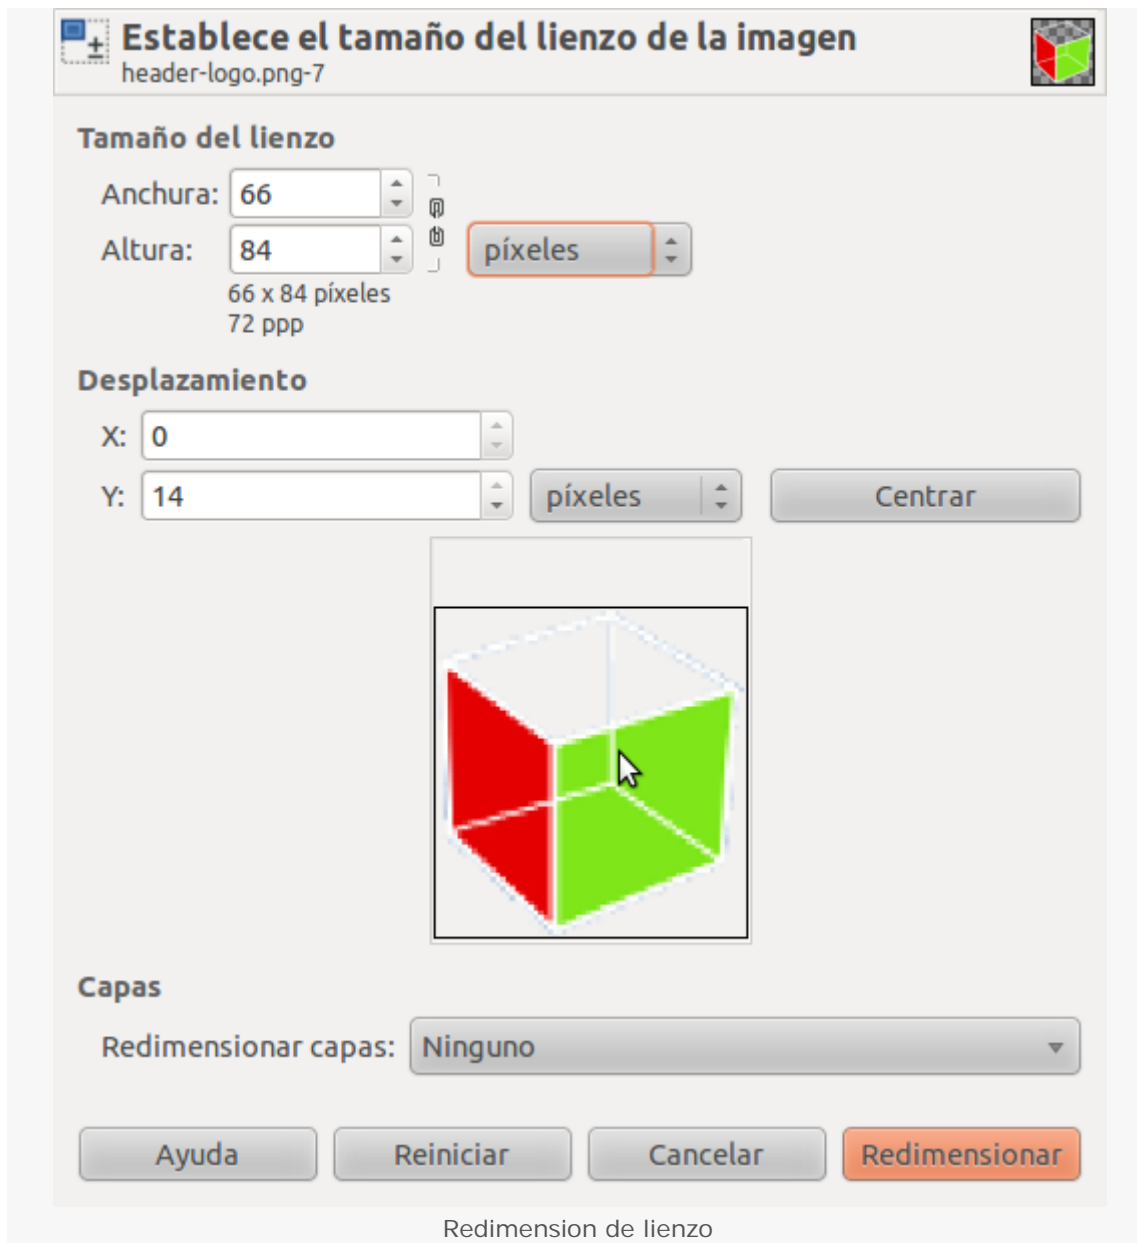 Establece el tamaño del lienzo de la imagen
header-logo.png-7
Tamaño del lienzo
Anchura: 66
Altura: 84 píxeles
66 x 84 píxeles
72 ppp
Desplazamiento
X: 0
Y: 14 píxeles Centrar
Capas
Redimensionar capas: Ninguno
Ayuda Reiniciar Cancelar Redimensionar
Redimension de lienzo